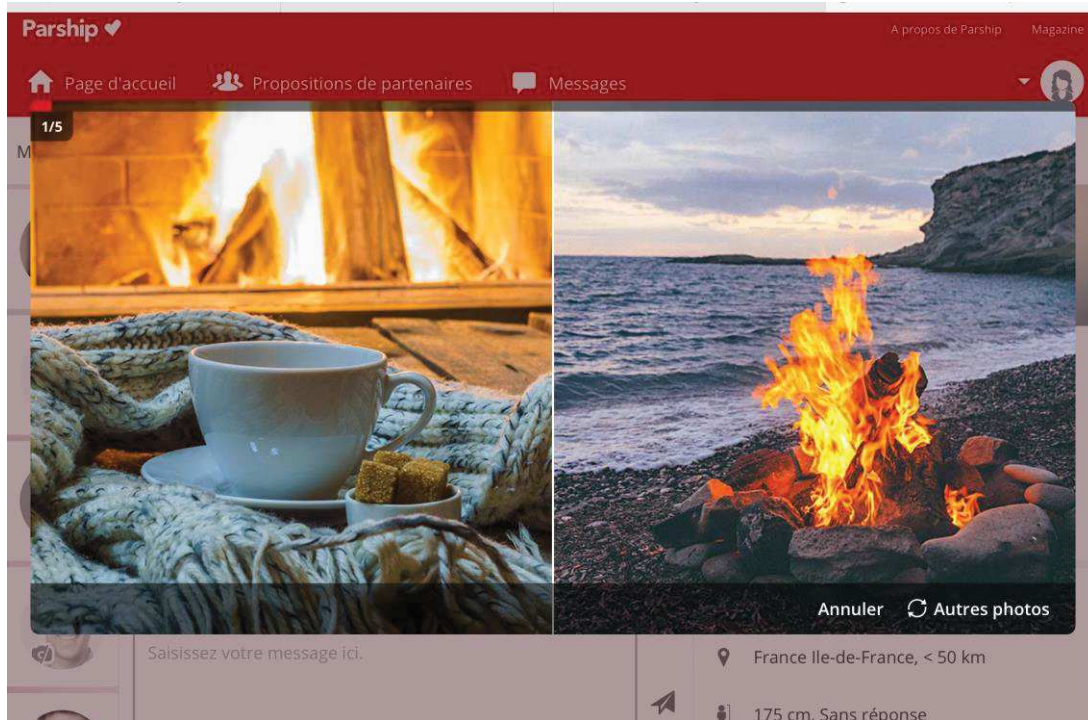 Parship
A propos de Parship Magazine
Page d'accueil Propositions de partenaires Messages
1/5
M
Annuler Autres photos
Saisissez votre message ici.
France Ile-de-France, < 50 km
175 cm, Sans réponse